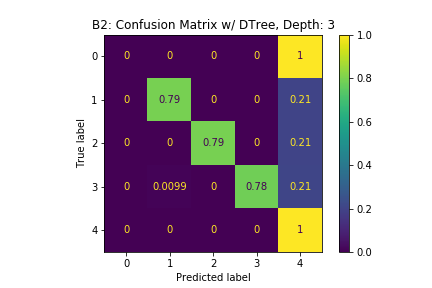 B2: Confusion Matrix w/ DTree, Depth: 3
True label
0 0 0 0 0 1
1 0 0.79 0 0 0.21
2 0 0 0.79 0 0.21
3 0 0.0099 0 0.78 0.21
4 0 0 0 0 1
0 1 2 3 4
Predicted label
1.0
0.8
0.6
0.4
0.2
0.0